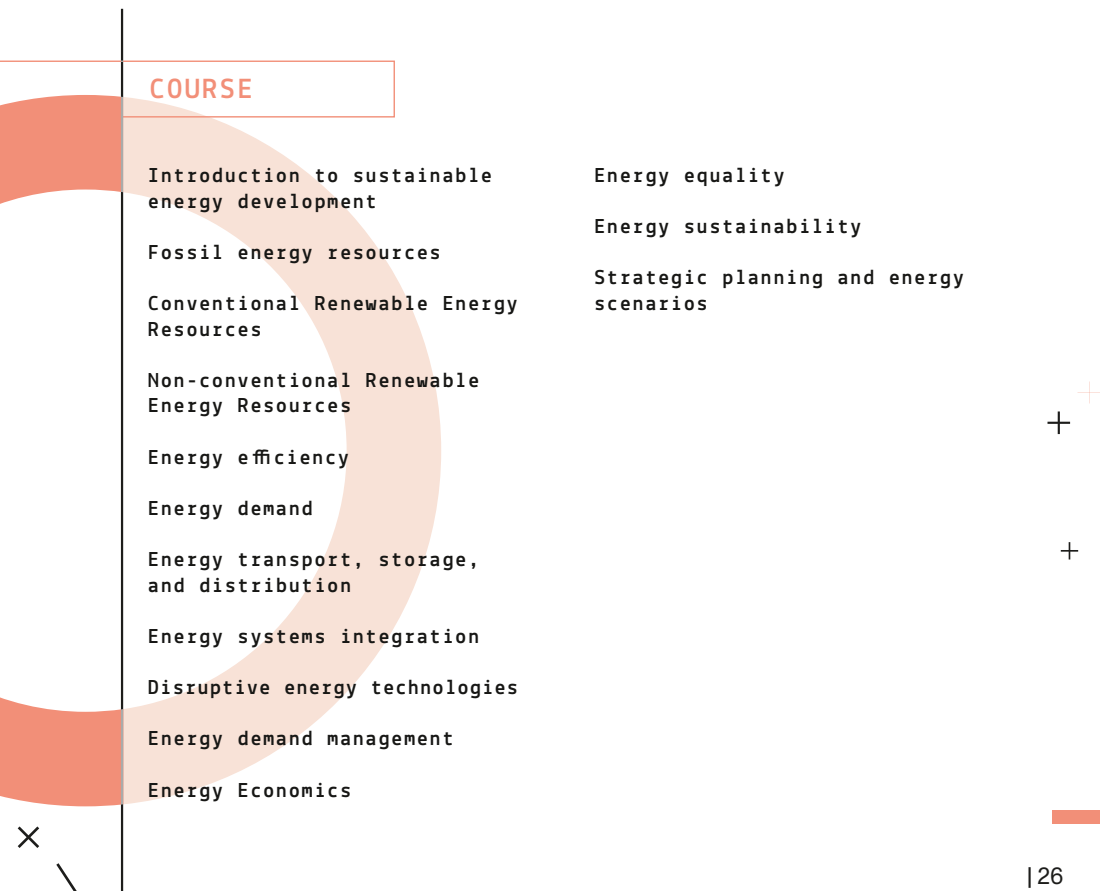 COURSE
Introduction to sustainable
energy development
Fossil energy resources
Conventional Renewable Energy
Resources
Non-conventional Renewable
Energy Resources
Energy efficiency
Energy demand
Energy transport, storage,
and distribution
Energy systems integration
Disruptive energy technologies
Energy demand management
Energy Economics
Energy equality
Energy sustainability
Strategic planning and energy
scenarios
|26